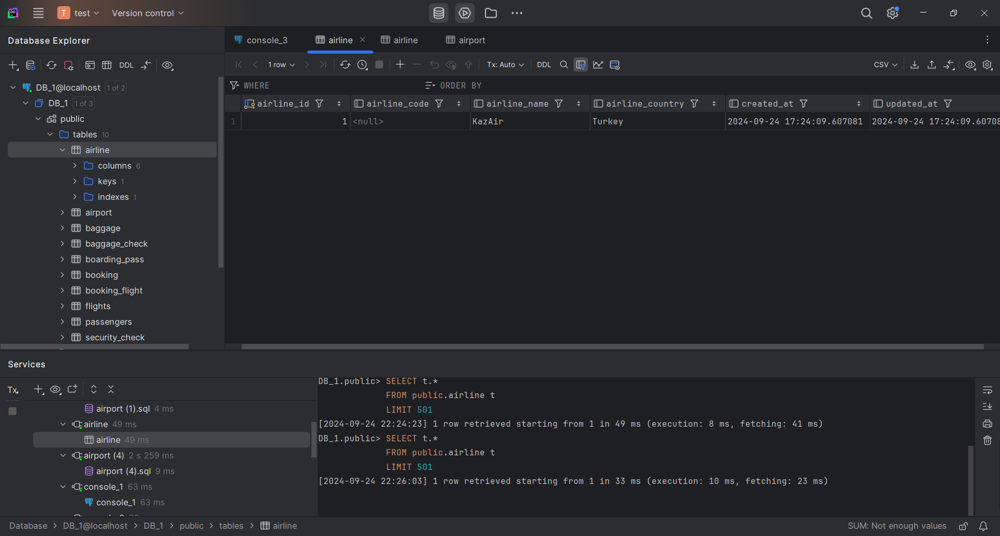 T test Version control
Database Explorer
console_3 airline airline airport
DDL
1 row Tx: Auto DDL CSV
WHERE ORDER BY
DB_1@localhost 1 of 2
DB_1 1 of 3
public
tables 10
airline
columns 6
keys 1
indexes 1
airport
baggage
baggage_check
boarding_pass
booking
booking_flight
flights
passengers
security_check
airline_id airline_code airline_name airline_country created_at updated_at
1 1 <null> KazAir Turkey 2024-09-24 17:24:09.607081 2024-09-24 17:24:09.60708
Services
Tx
airport (1).sql 4 ms
airline 49 ms
airline 49 ms
airport (4) 2 s 259 ms
airport (4).sql 9 ms
console_1 63 ms
console_1 63 ms
DB_1.public> SELECT t.*
FROM public.airline t
LIMIT 501
[2024-09-24 22:24:23] 1 row retrieved starting from 1 in 49 ms (execution: 8 ms, fetching: 41 ms)
DB_1.public> SELECT t.*
FROM public.airline t
LIMIT 501
[2024-09-24 22:26:03] 1 row retrieved starting from 1 in 33 ms (execution: 10 ms, fetching: 23 ms)
Database > DB_1@localhost > DB_1 > public > tables > airline
SUM: Not enough values